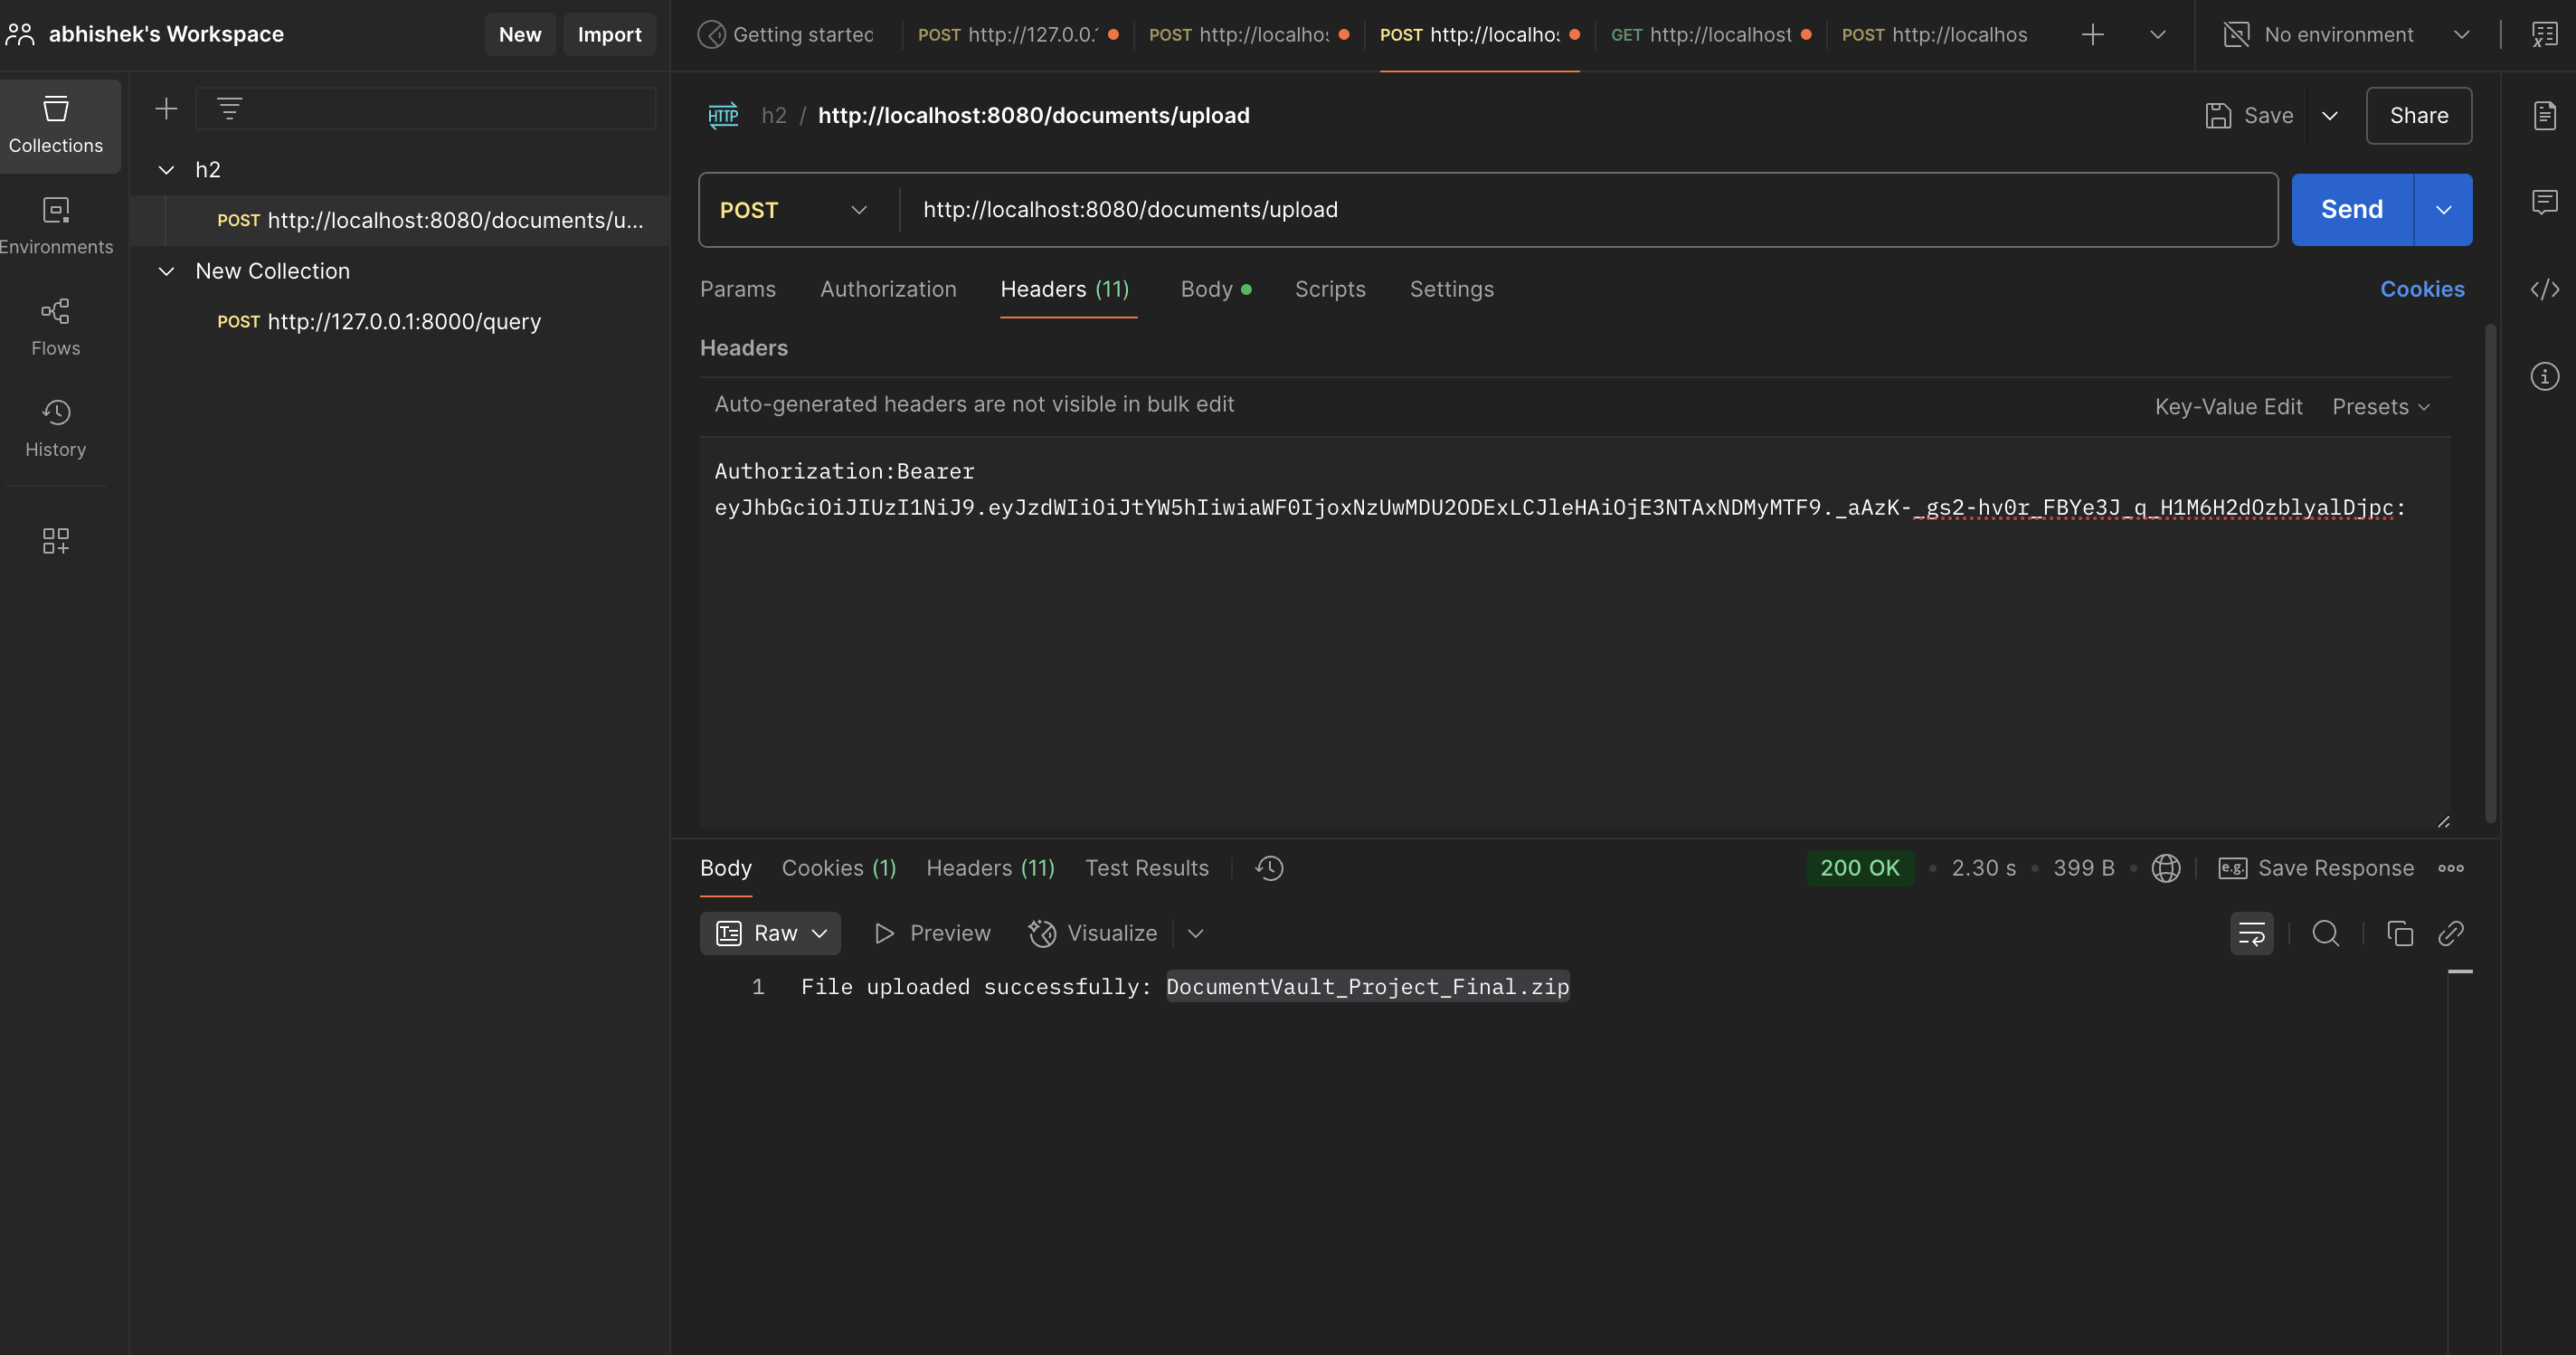 abhishek's Workspace
New
Import
Getting started
POST http://127.0.0.
POST http://localhos
POST http://localhos
GET http://localhost
POST http://localhos
No environment
Collections
Environments
Flows
History
h2
POST http://localhost:8080/documents/u...
New Collection
POST http://127.0.0.1:8000/query
HTTP h2 / http://localhost:8080/documents/upload
Save
Share
POST
http://localhost:8080/documents/upload
Send
Params
Authorization
Headers (11)
Body
Scripts
Settings
Cookies
Headers
Auto-generated headers are not visible in bulk edit
Key-Value Edit
Presets
Authorization:Bearer
eyJhbGciOiJIUzI1NiJ9.eyJzdWIiOiJtYW5hIiwiaWF0IjoxNzUwMDU2ODExLCJleHAiOjE3NTAxNDMyMTF9._aAzK-_gs2-hv0r_FBYe3J_q_H1M6H2dOzblyalDjpc:
Body
Cookies (1)
Headers (11)
Test Results
200 OK
2.30 s
399 B
e.g. Save Response
Raw
Preview
Visualize
1 File uploaded successfully: DocumentVault_Project_Final.zip